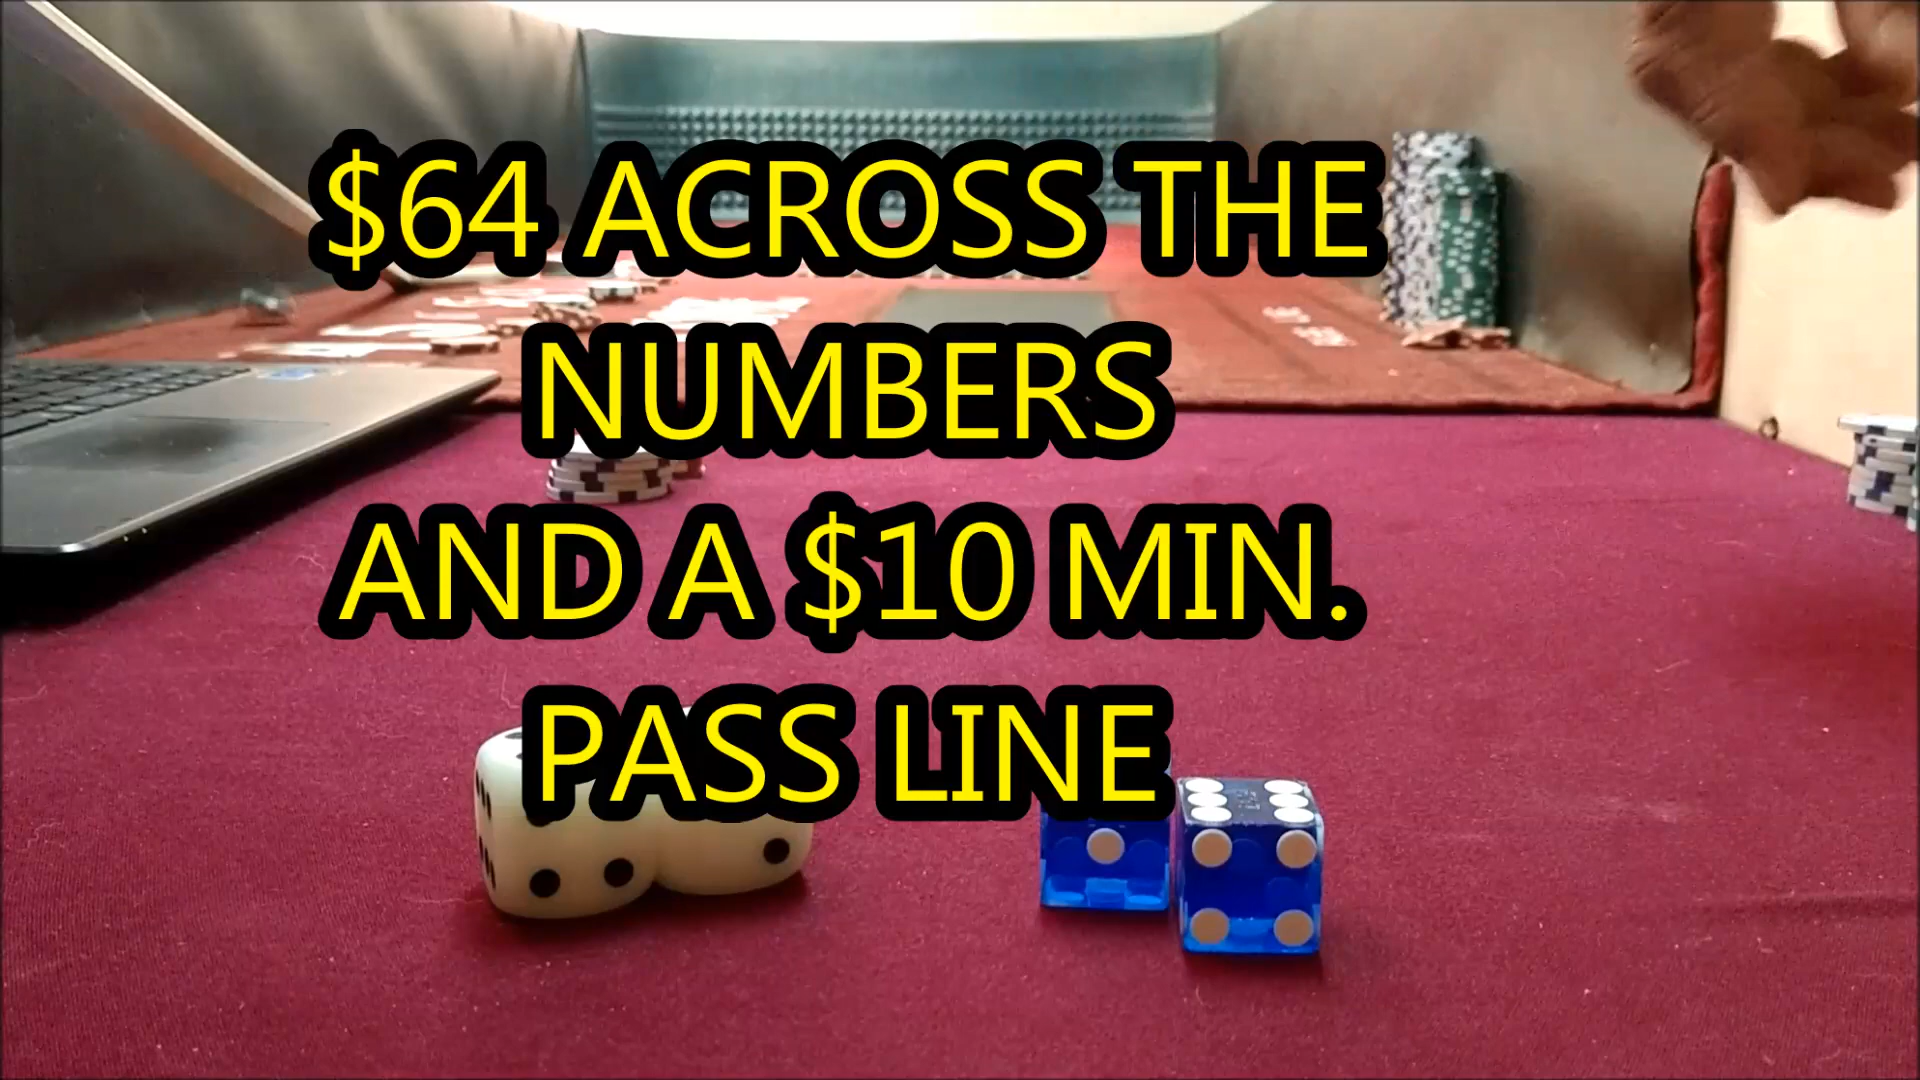 $64 ACROSS THE
NUMBERS
AND A $10 MIN.
PASS LINE